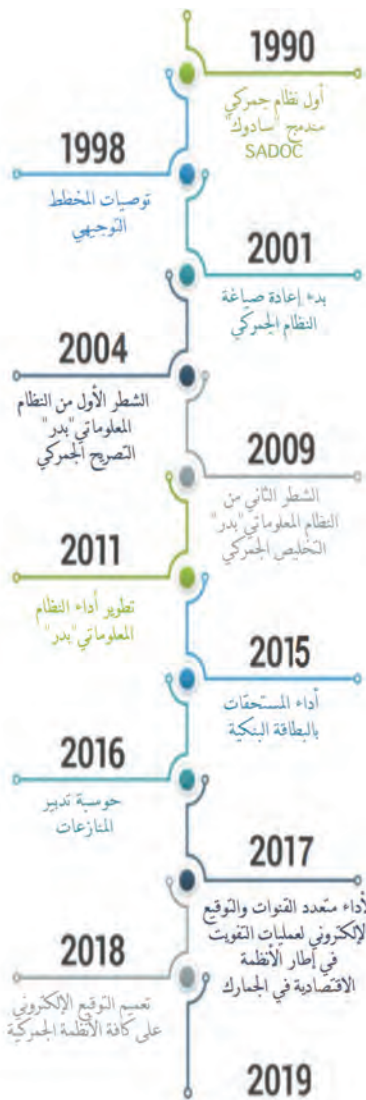 1990
أول نظام جمركي
مندمج "سادوك"
SADOC
1998
توصيات المخطط
التوجيهي
2001
بدء إعادة صياغة
النظام الجمركي
2004
الشطر الأول من النظام
المعلوماتي"بدر"
التصريح الجمركي
2009
الشطر الثاني من
النظام المعلوماتي"بدر"
التخليص الجمركي
2011
تطوير أداء النظام
المعلوماتي"بدر"
2015
أداء المستحقات
بالبطاقة البنكية
2016
حوسبة تدبير
المنازعات
2017
لأداء متعدد القنوات والتوقيع
لإلكتروني لعمليات التفويت
في إطار الأنظمة
الاقتصادية في الجمارك
2018
تعميم التوقيع الإلكتروني
على كافة الأنظمة الجمركية
2019